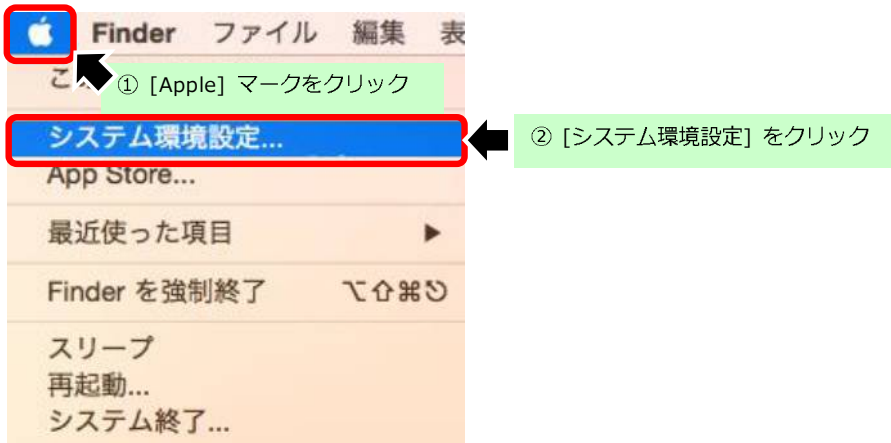 Finder ファイル 編集 表
こ
① [Apple] マークをクリック
システム環境設定...
② [システム環境設定] をクリック
App Store...
最近使った項目 ▶
Finder を強制終了 ⌥⇧⌘⎋
スリープ
再起動...
システム終了...